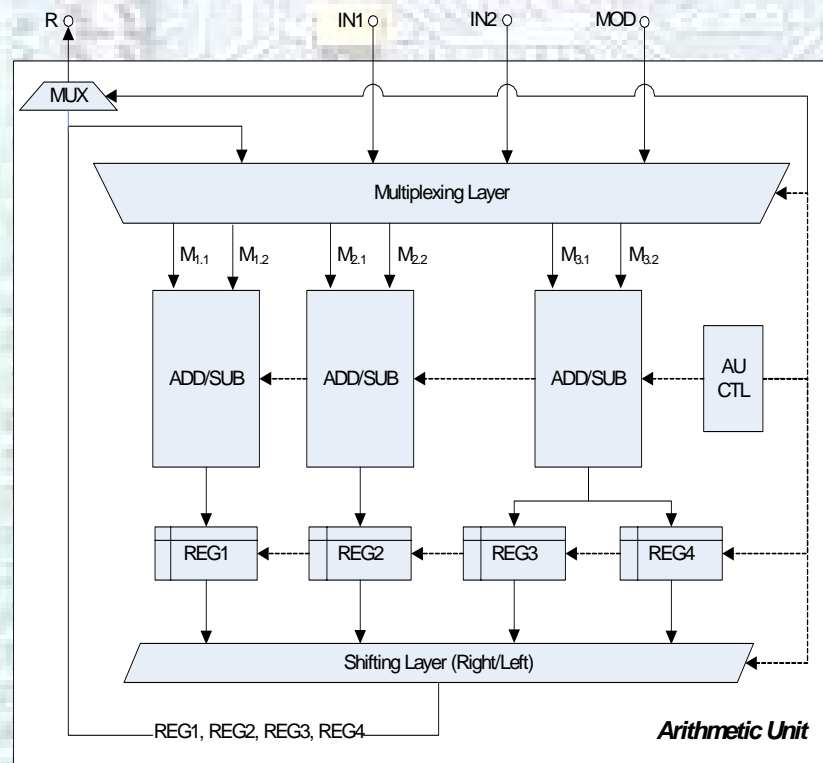 R IN1 IN2 MOD
MUX
Multiplexing Layer
M1.1 M1.2 M2.1 M2.2 M3.1 M3.2
ADD/SUB ADD/SUB ADD/SUB AU
CTL
REG1 REG2 REG3 REG4
Shifting Layer (Right/Left)
REG1, REG2, REG3, REG4 Arithmetic Unit